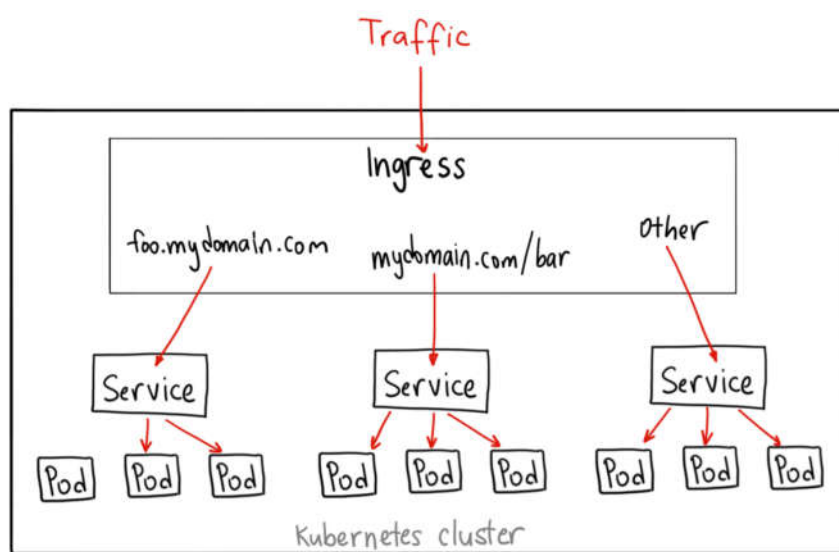 Traffic
Ingress
foo.mydomain.com
mydomain.com/bar
Other
Service
Service
Service
Pod
Pod
Pod
Pod
Pod
Pod
Pod
Pod
Pod
Kubernetes cluster